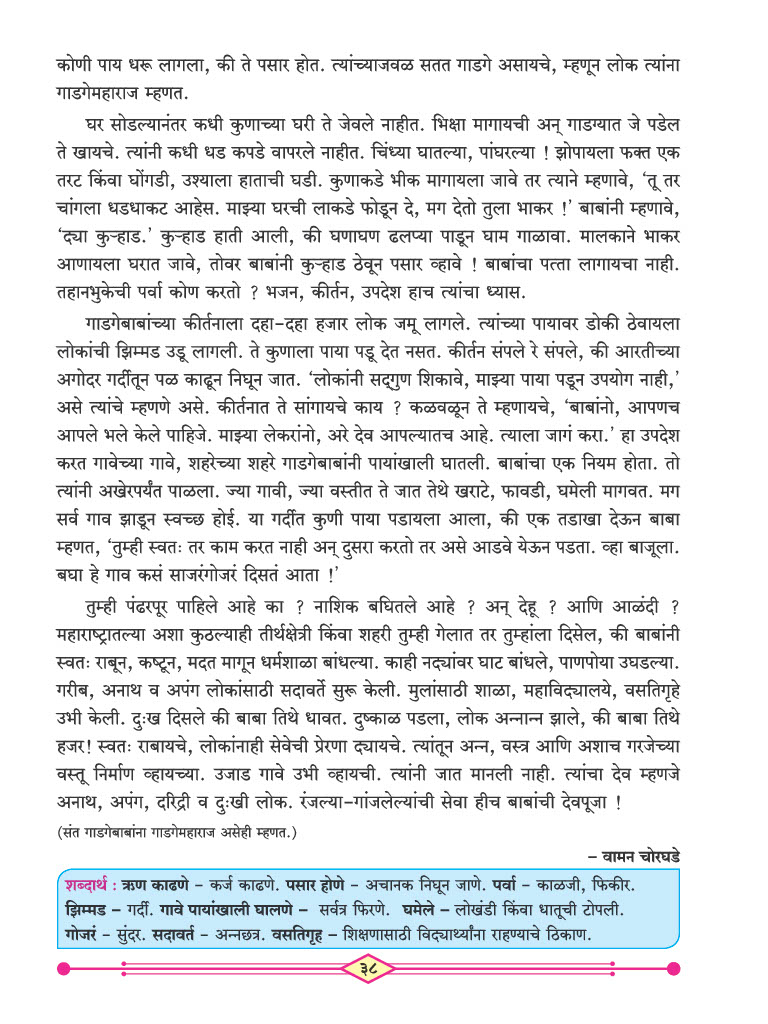 कोणी पाय धरू लागला, की ते पसार होत. त्यांच्याजवळ सतत गाडगे असायचे, म्हणून लोक त्यांना
गाडगेमहाराज म्हणत.
घर सोडल्यानंतर कधी कुणाच्या घरी ते जेवले नाहीत. भिक्षा मागायची अन् गाडग्यात जे पडेल
ते खायचे. त्यांनी कधी धड कपडे वापरले नाहीत. चिंध्या घातल्या, पांघरल्या ! झोपायला फक्त एक
तरट किंवा घोंगडी, उश्याला हाताची घडी. कुणाकडे भीक मागायला जावे तर त्याने म्हणावे, ‘तू तर
चांगला धडधाकट आहेस. माझ्या घरची लाकडे फोडून दे, मग देतो तुला भाकर !’ बाबांनी म्हणावे,
‘द्या कुऱ्हाड.’ कुऱ्हाड हाती आली, की घणाघण ढलप्या पाडून घाम गाळावा. मालकाने भाकर
आणायला घरात जावे, तोवर बाबांनी कुऱ्हाड ठेवून पसार व्हावे ! बाबांचा पत्ता लागायचा नाही.
तहानभुकेची पर्वा कोण करतो ? भजन, कीर्तन, उपदेश हाच त्यांचा ध्यास.
गाडगेबाबांच्या कीर्तनाला दहा-दहा हजार लोक जमू लागले. त्यांच्या पायावर डोकी ठेवायला
लोकांची झिम्मड उडू लागली. ते कुणाला पाया पडू देत नसत. कीर्तन संपले रे संपले, की आरतीच्या
अगोदर गर्दीतून पळ काढून निघून जात. ‘लोकांनी सद्‌गुण शिकावे, माझ्या पाया पडून उपयोग नाही,’
असे त्यांचे म्हणणे असे. कीर्तनात ते सांगायचे काय ? कळवळून ते म्हणायचे, ‘बाबांनो, आपणच
आपले भले केले पाहिजे. माझ्या लेकरांनो, अरे देव आपल्यातच आहे. त्याला जागं करा.’ हा उपदेश
करत गावेच्या गावे, शहरेच्या शहरे गाडगेबाबांनी पायांखाली घातली. बाबांचा एक नियम होता. तो
त्यांनी अखेरपर्यंत पाळला. ज्या गावी, ज्या वस्तीत ते जात तेथे खराटे, फावडी, घमेली मागवत. मग
सर्व गाव झाडून स्वच्छ होई. या गर्दीत कुणी पाया पडायला आला, की एक तडाखा देऊन बाबा
म्हणत, ‘तुम्ही स्वतः तर काम करत नाही अन् दुसरा करतो तर असे आडवे येऊन पडता. व्हा बाजूला.
बघा हे गाव कसं साजरंगोजरं दिसतं आता !’
तुम्ही पंढरपूर पाहिले आहे का ? नाशिक बघितले आहे ? अन् देहू ? आणि आळंदी ?
महाराष्ट्रातल्या अशा कुठल्याही तीर्थक्षेत्री किंवा शहरी तुम्ही गेलात तर तुम्हांला दिसेल, की बाबांनी
स्वतः राबून, कष्टून, मदत मागून धर्मशाळा बांधल्या. काही नद्यांवर घाट बांधले, पाणपोया उघडल्या.
गरीब, अनाथ व अपंग लोकांसाठी सदावर्ते सुरू केली. मुलांसाठी शाळा, महाविद्यालये, वसतिगृहे
उभी केली. दुःख दिसले की बाबा तिथे धावत. दुष्काळ पडला, लोक अन्नान्न झाले, की बाबा तिथे
हजर! स्वतः राबायचे, लोकांनाही सेवेची प्रेरणा द्यायचे. त्यांतून अन्न, वस्त्र आणि अशाच गरजेच्या
वस्तू निर्माण व्हायच्या. उजाड गावे उभी व्हायची. त्यांनी जात मानली नाही. त्यांचा देव म्हणजे
अनाथ, अपंग, दरिद्री व दुःखी लोक. रंजल्या-गांजलेल्यांची सेवा हीच बाबांची देवपूजा !
(संत गाडगेबाबांना गाडगेमहाराज असेही म्हणत.)
– वामन चोरघडे
शब्दार्थ : ऋण काढणे – कर्ज काढणे. पसार होणे – अचानक निघून जाणे. पर्वा – काळजी, फिकीर.
झिम्मड – गर्दी. गावे पायांखाली घालणे – सर्वत्र फिरणे. घमेले – लोखंडी किंवा धातूची टोपली.
गोजरं – सुंदर. सदावर्त – अन्नछत्र. वसतिगृह – शिक्षणासाठी विद्यार्थ्यांना राहण्याचे ठिकाण.
३८